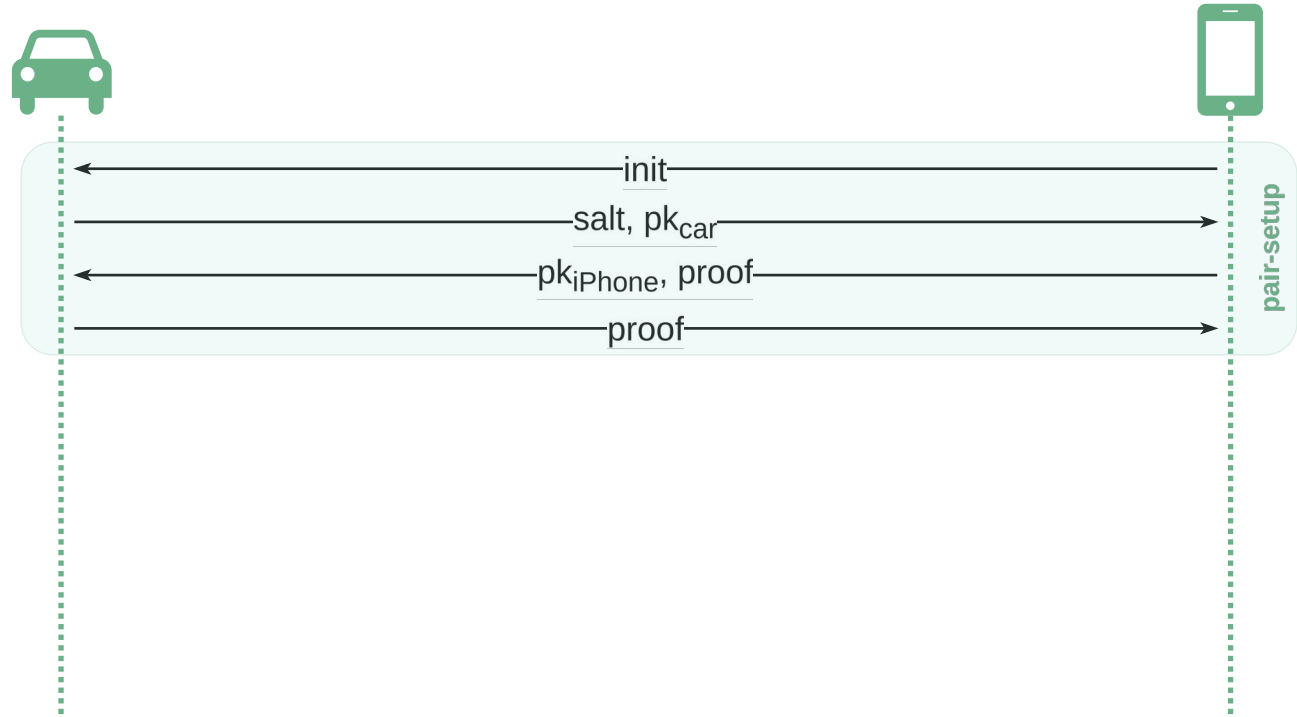 init
salt, pkcar
pkiPhone, proof
proof
pair-setup